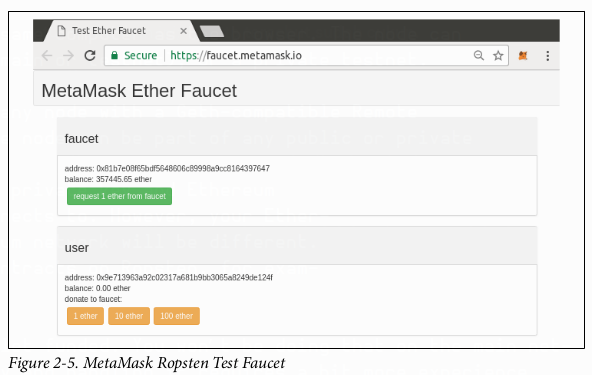 Test Ether Faucet
Secure https://faucet.metamask.io
MetaMask Ether Faucet
faucet
address: 0x81b7e08f65bdf5648606c89998a9cc8164397647
balance: 357445.65 ether
request 1 ether from faucet
user
address: 0x9e713963a92c02317a681b9bb3065a8249de124f
balance: 0.00 ether
donate to faucet:
1 ether 10 ether 100 ether
Figure 2-5. MetaMask Ropsten Test Faucet